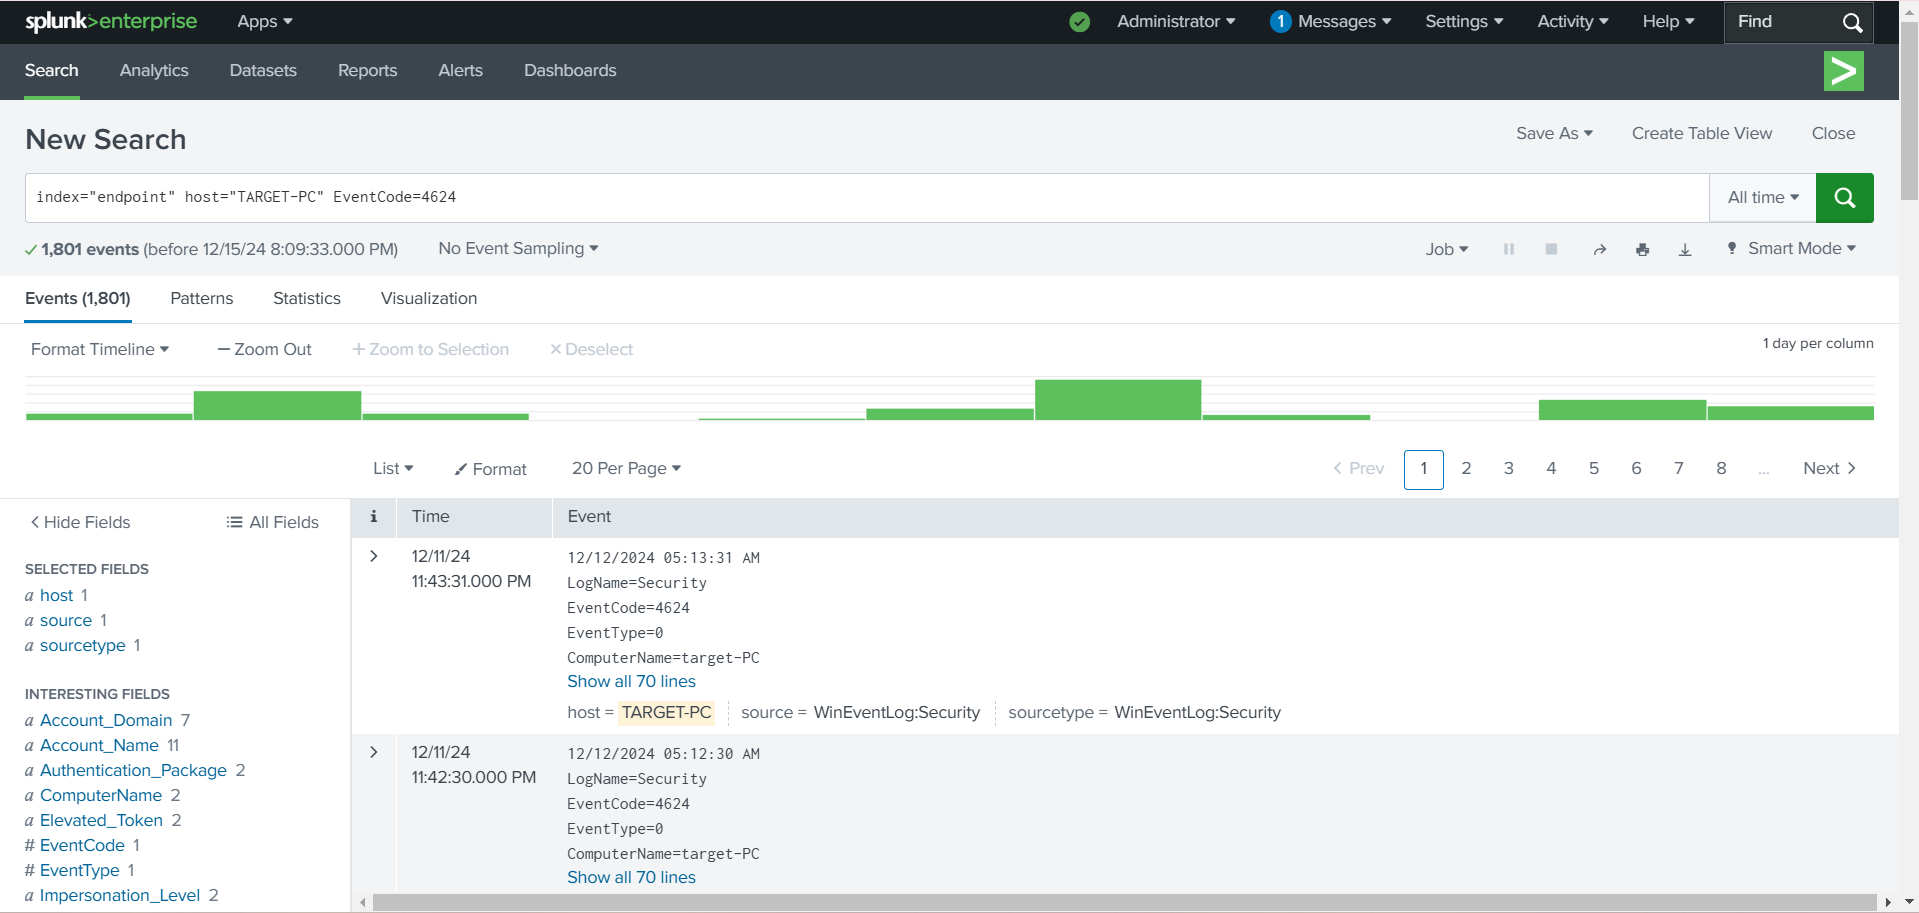 splunk>enterprise Apps Administrator 1 Messages Settings Activity Help Find
Search Analytics Datasets Reports Alerts Dashboards
>
New Search
Save As Create Table View Close
index="endpoint" host="TARGET-PC" EventCode=4624
All time
1,801 events (before 12/15/24 8:09:33.000 PM) No Event Sampling
Job Smart Mode
Events (1,801) Patterns Statistics Visualization
Format Timeline — Zoom Out + Zoom to Selection × Deselect
1 day per column
List Format 20 Per Page
< Prev 1 2 3 4 5 6 7 8 ... Next >
< Hide Fields All Fields
SELECTED FIELDS
a host 1
a source 1
a sourcetype 1
INTERESTING FIELDS
a Account_Domain 7
a Account_Name 11
a Authentication_Package 2
a ComputerName 2
a Elevated_Token 2
# EventCode 1
# EventType 1
a Impersonation_Level 2
i Time Event
> 12/11/24
11:43:31.000 PM
12/12/2024 05:13:31 AM
LogName=Security
EventCode=4624
EventType=0
ComputerName=target-PC
Show all 70 lines
host = TARGET-PC source = WinEventLog:Security sourcetype = WinEventLog:Security
> 12/11/24
11:42:30.000 PM
12/12/2024 05:12:30 AM
LogName=Security
EventCode=4624
EventType=0
ComputerName=target-PC
Show all 70 lines